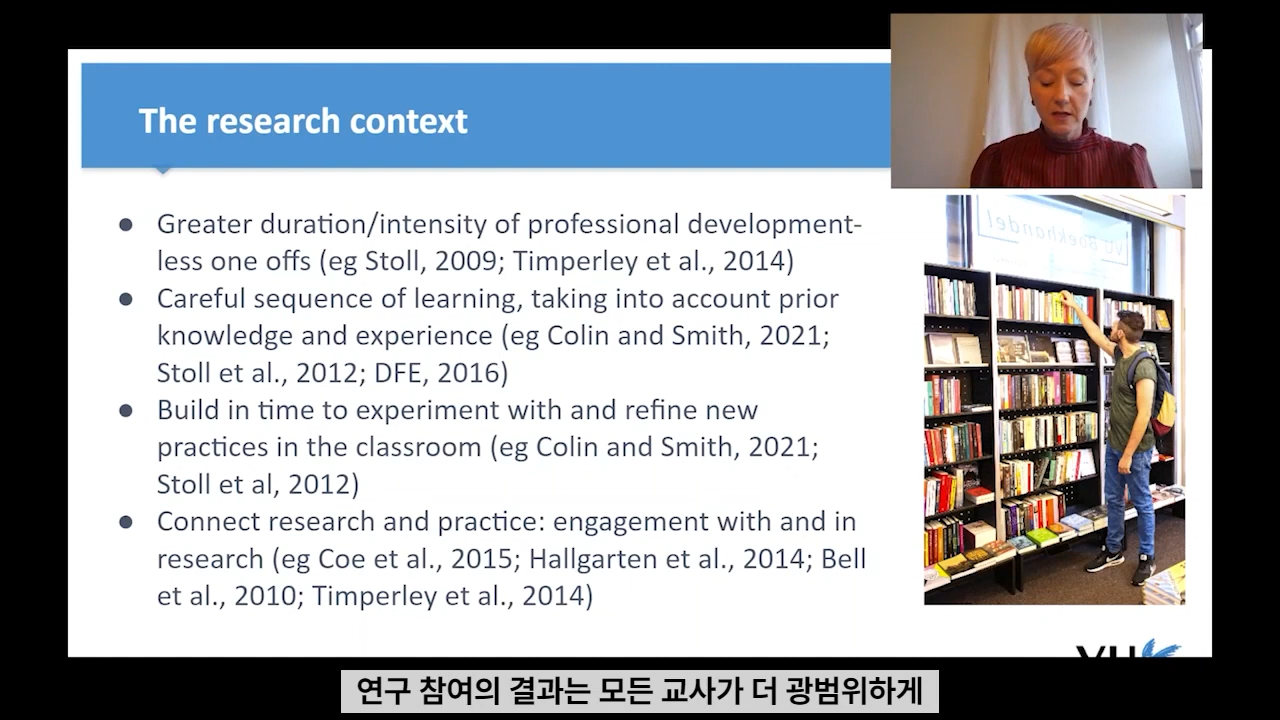 The research context
● Greater duration/intensity of professional development-
less one offs (eg Stoll, 2009; Timperley et al., 2014)
● Careful sequence of learning, taking into account prior
knowledge and experience (eg Colin and Smith, 2021;
Stoll et al., 2012; DFE, 2016)
● Build in time to experiment with and refine new
practices in the classroom (eg Colin and Smith, 2021;
Stoll et al, 2012)
● Connect research and practice: engagement with and in
research (eg Coe et al., 2015; Hallgarten et al., 2014; Bell
et al., 2010; Timperley et al., 2014)
VU Boekhandel
VU
연구 참여의 결과는 모든 교사가 더 광범위하게